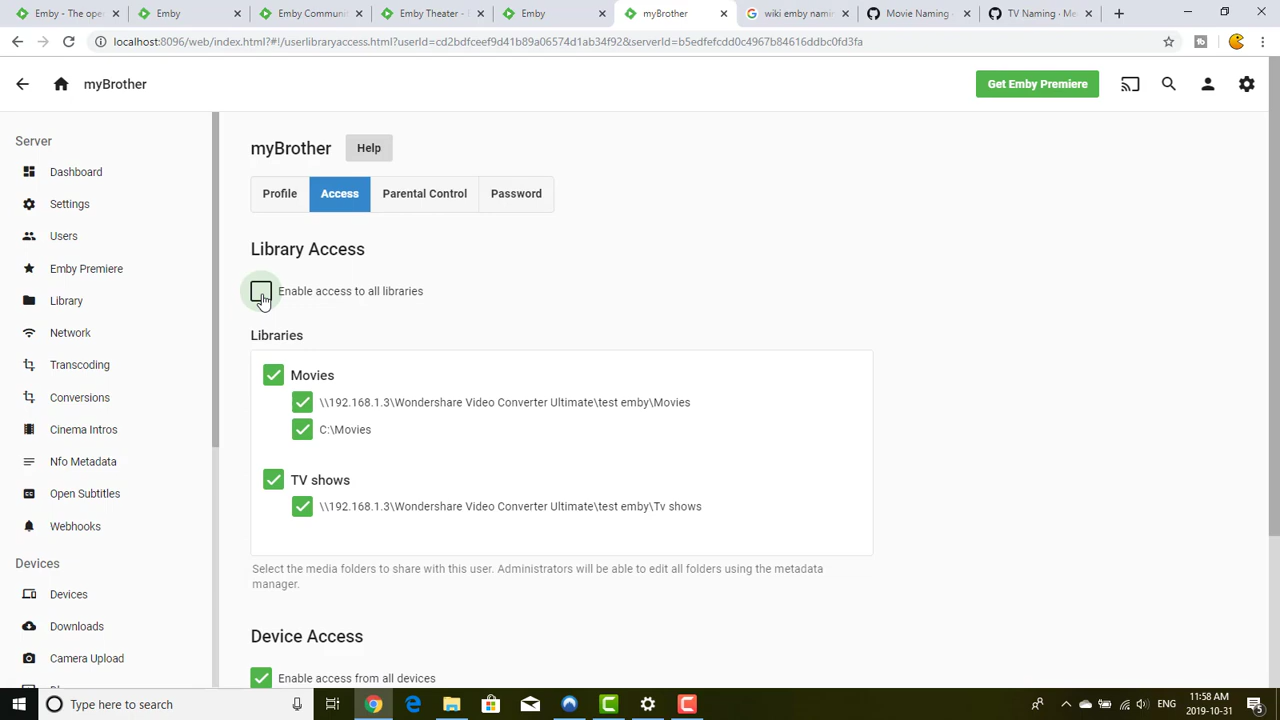 Emby - The open
Emby
Emby Communi
Emby Theater - 
Emby
myBrother
wiki emby namin
Movie Naming -
TV Naming - Me
localhost:8096/web/index.html?#!/userlibraryaccess.html?userId=cd2bdfceef9d41b89a06574d1ab34f92&serverId=b5edfefcdd0c4967b84616ddbc0fd3fa
myBrother
Get Emby Premiere
Server
Dashboard
Settings
Users
Emby Premiere
Library
Network
Transcoding
Conversions
Cinema Intros
Nfo Metadata
Open Subtitles
Webhooks
Devices
Devices
Downloads
Camera Upload
myBrother
Help
Profile
Access
Parental Control
Password
Library Access
Enable access to all libraries
Libraries
Movies
\\192.168.1.3\Wondershare Video Converter Ultimate\test emby\Movies
C:\Movies
TV shows
\\192.168.1.3\Wondershare Video Converter Ultimate\test emby\Tv shows
Select the media folders to share with this user. Administrators will be able to edit all folders using the metadata
manager.
Device Access
Enable access from all devices
Type here to search
ENG
11:58 AM
2019-10-31
5